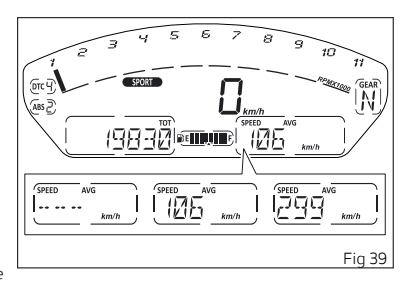 1 2 3 4 5 6 7 8 9 10 11
RPMX1000
DTC 4
ABS 2
SPORT
GEAR
N
0 km/h
TOT
19830
E F
SPEED AVG
106 km/h
SPEED AVG
-- -- -- km/h
SPEED AVG
106 km/h
SPEED AVG
299 km/h
Fig 39
e